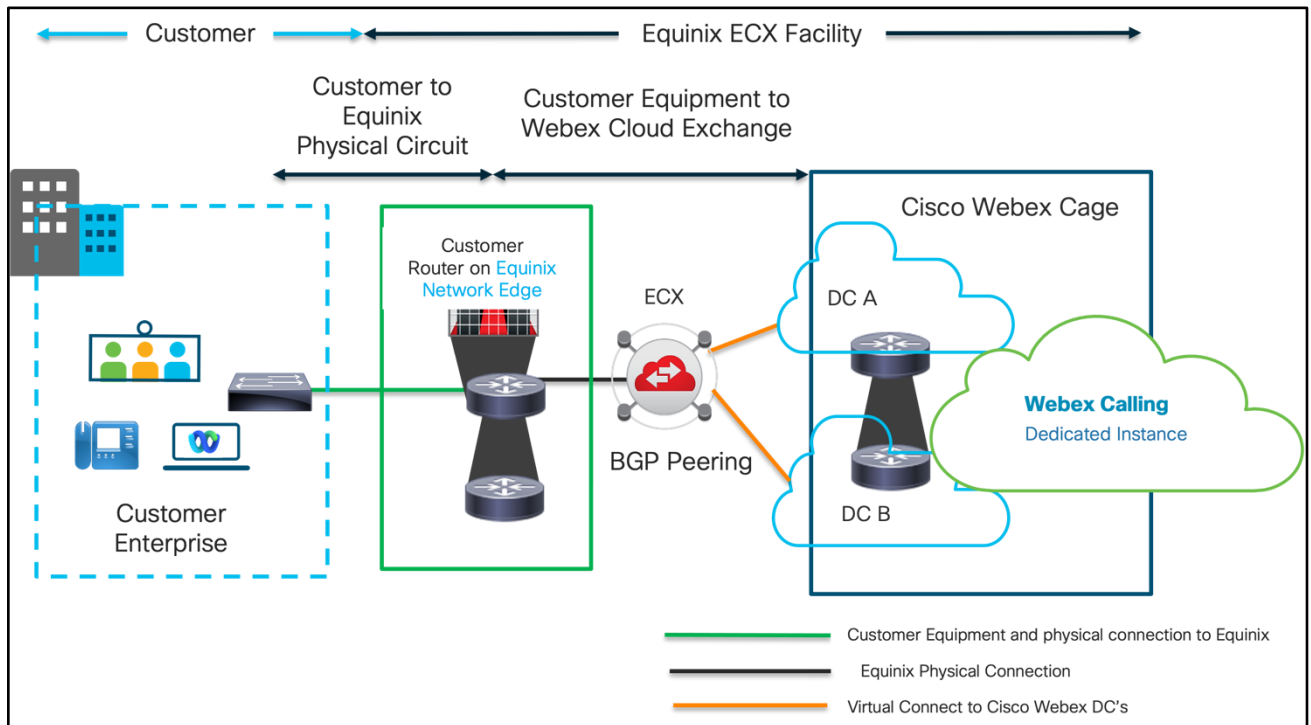 Customer
Equinix ECX Facility
Customer to
Equinix
Physical Circuit
Customer Equipment to
Webex Cloud Exchange
Cisco Webex Cage
Customer
Router on Equinix
Network Edge
ECX
DC A
Webex Calling
Dedicated Instance
BGP Peering
DC B
Customer
Enterprise
Customer Equipment and physical connection to Equinix
Equinix Physical Connection
Virtual Connect to Cisco Webex DC's